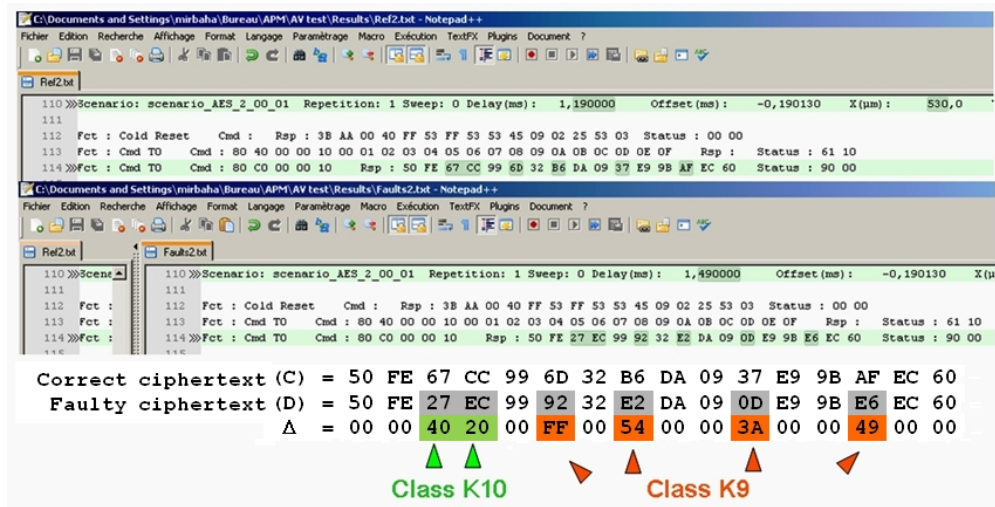 C:\Documents and Settings\mirbaha\Bureau\APM\AV test\Results\Ref2.txt - Notepad++
Fichier Edition Recherche Affichage Format Langage Paramétrage Macro Exécution TextFX Plugins Document ?
Ref2.txt
110 Scenario: scenario_AES_2_00_01 Repetition: 1 Sweep: 0 Delay(ms): 1,190000 Offset(ms): -0,190130 X(µm): 530,0
111
112 Fct : Cold Reset Cmd : Rsp : 3B AA 00 40 FF 53 FF 53 53 45 09 02 25 53 03 Status : 00 00
113 Fct : Cmd T0 Cmd : 80 40 00 00 10 00 01 02 03 04 05 06 07 08 09 0A 0B 0C 0D 0E 0F Rsp : Status : 61 10
114 Fct : Cmd T0 Cmd : 80 C0 00 00 10 Rsp : 50 FE 67 CC 99 6D 32 B6 DA 09 37 E9 9B AF EC 60 Status : 90 00
C:\Documents and Settings\mirbaha\Bureau\APM\AV test\Results\Faults2.txt - Notepad++
Fichier Edition Recherche Affichage Format Langage Paramétrage Macro Exécution TextFX Plugins Document ?
Ref2.txt Faults2.txt
110 Scene 110 Scenario: scenario_AES_2_00_01 Repetition: 1 Sweep: 0 Delay(ms): 1,490000 Offset(ms): -0,190130 X(µ
111 111
112 Fct : 112 Fct : Cold Reset Cmd : Rsp : 3B AA 00 40 FF 53 FF 53 53 45 09 02 25 53 03 Status : 00 00
113 Fct : 113 Fct : Cmd T0 Cmd : 80 40 00 00 10 00 01 02 03 04 05 06 07 08 09 0A 0B 0C 0D 0E 0F Rsp : Status : 61 10
114 Fct : 114 Fct : Cmd T0 Cmd : 80 C0 00 00 10 Rsp : 50 FE 27 EC 99 92 32 E2 DA 09 0D E9 9B E6 EC 60 Status : 90 00
115 115
Correct ciphertext (C) = 50 FE 67 CC 99 6D 32 B6 DA 09 37 E9 9B AF EC 60
Faulty ciphertext (D) = 50 FE 27 EC 99 92 32 E2 DA 09 0D E9 9B E6 EC 60
Δ = 00 00 40 20 00 FF 00 54 00 00 3A 00 00 49 00 00
Class K10 Class K9